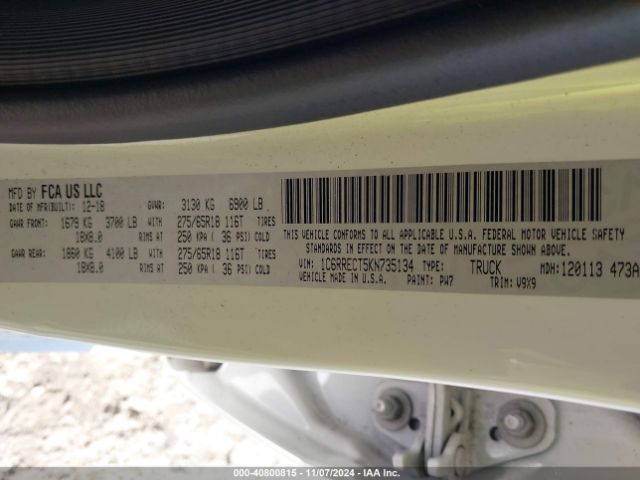 MFD BY FCA US LLC
DATE OF MFR(BUILT): 12-18 GVWR: 3130 KG 6900 LB
GAWR FRONT: 1679 KG 3700 LB WITH 275/65R18 116T TIRES
18X8.0 RIMS AT 250 KPA ( 36 PSI) COLD
GAWR REAR: 1860 KG 4100 LB WITH 275/65R18 116T TIRES
18X8.0 RIMS AT 250 KPA ( 36 PSI) COLD
THIS VEHICLE CONFORMS TO ALL APPLICABLE U.S.A. FEDERAL MOTOR VEHICLE SAFETY
STANDARDS IN EFFECT ON THE DATE OF MANUFACTURE SHOWN ABOVE.
VIN: 1C6RRECT5KN735134 TYPE: TRUCK MDH: 120113 473A
VEHICLE MADE IN U.S.A. PAINT: PW7 TRIM: V9X9
000-40800815 - 11/07/2024 - IAA Inc.